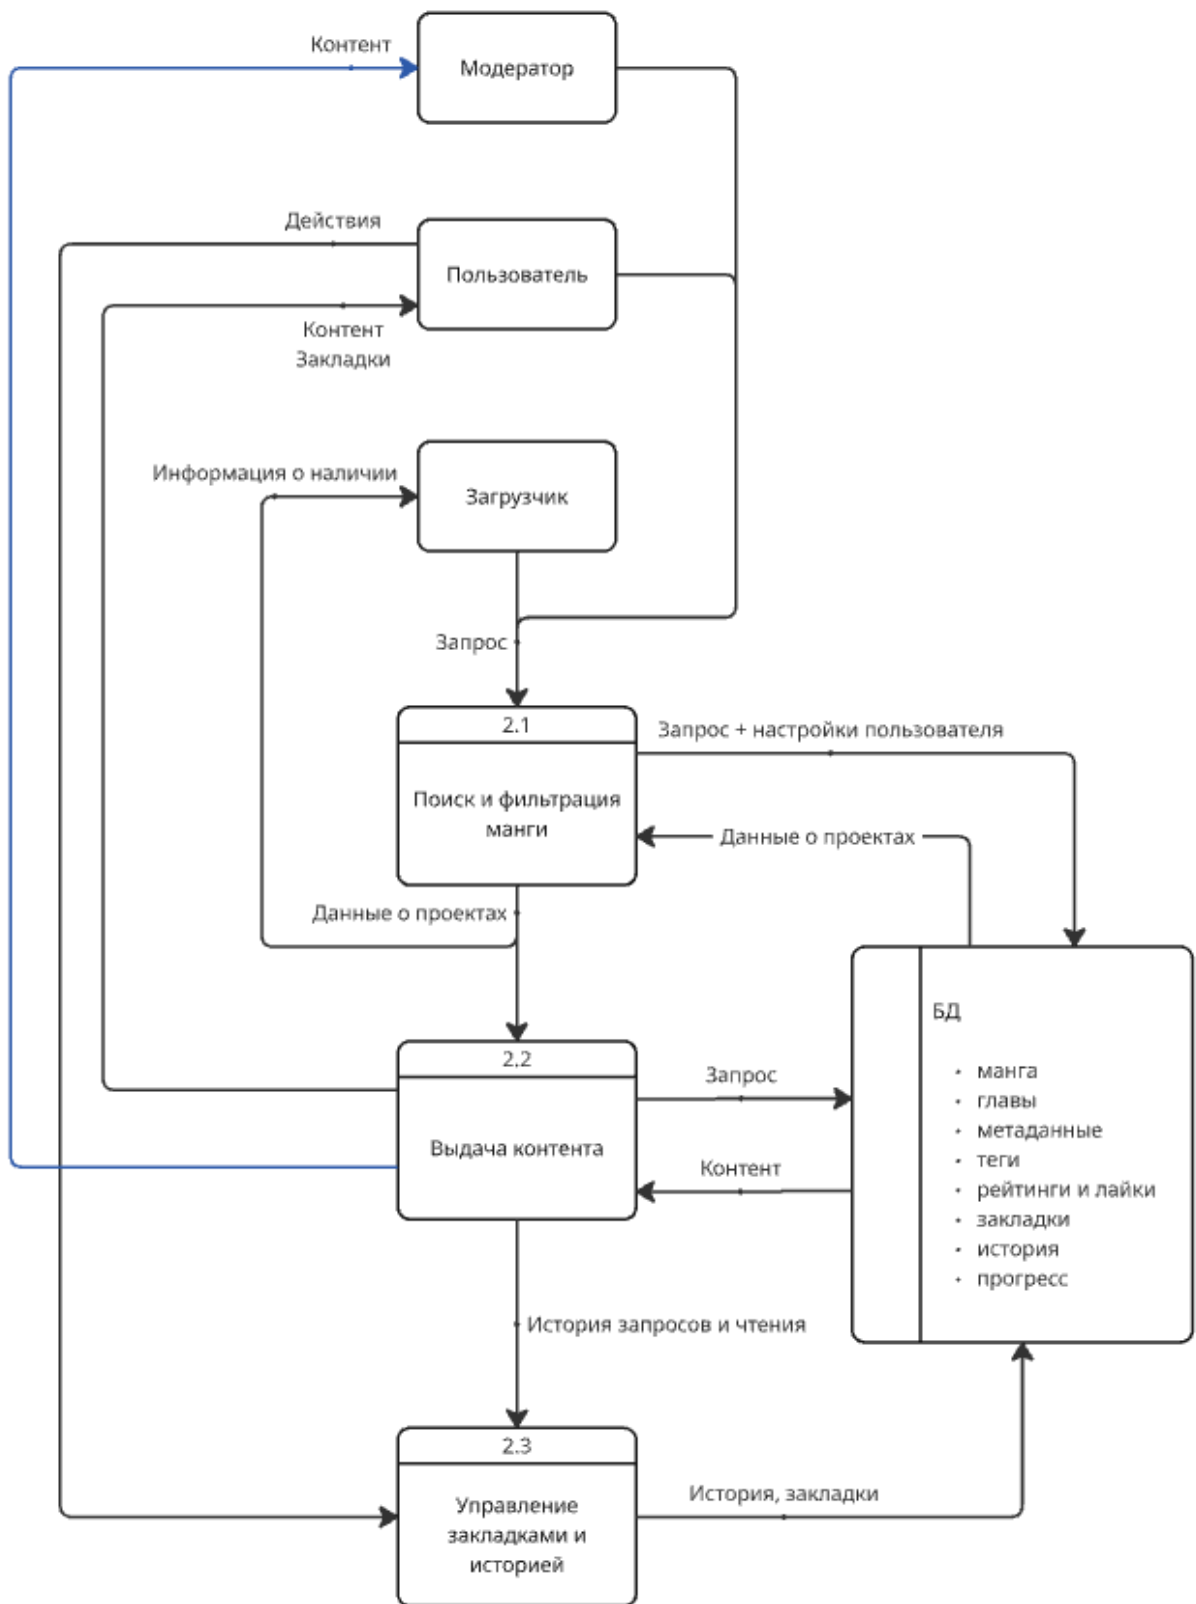 Контент
Модератор
Действия
Пользователь
Контент
Закладки
Информация о наличии
Загрузчик
Запрос
2.1
Запрос + настройки пользователя
Поиск и фильтрация
манги
Данные о проектах
Данные о проектах
БД
2.2
Запрос
• манга
• главы
• метаданные
• теги
• рейтинги и лайки
• закладки
• история
• прогресс
Выдача контента
Контент
История запросов и чтения
2.3
История, закладки
Управление
закладками и
историей